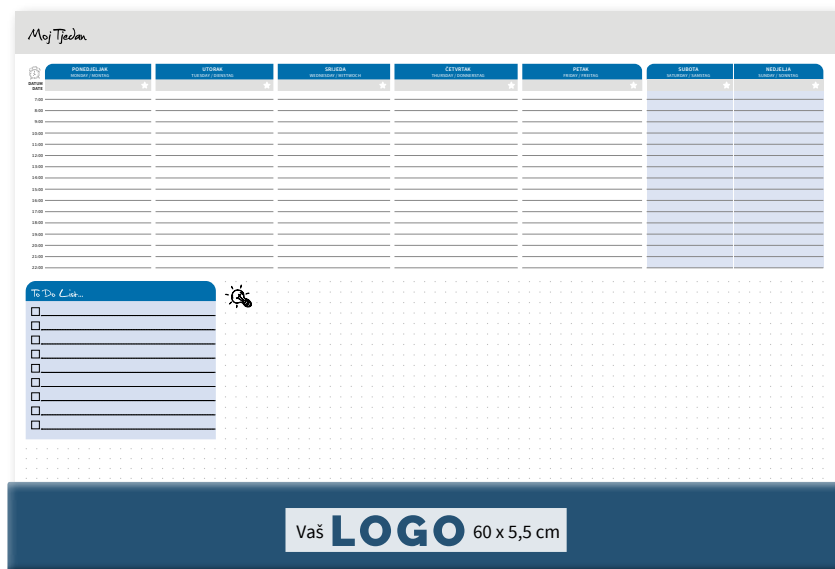 Moj Tjedan
PONEDJELJAK
MONDAY / MONTAG
UTORAK
TUESDAY / DIENSTAG
SRIJEDA
WEDNESDAY / MITTWOCH
ČETVRTAK
THURSDAY / DONNERSTAG
PETAK
FRIDAY / FREITAG
SUBOTA
SATURDAY / SAMSTAG
NEDJELJA
SUNDAY / SONNTAG
DATUM
DATE
7:00
8:00
9:00
10:00
11:00
12:00
13:00
14:00
15:00
16:00
17:00
18:00
19:00
20:00
21:00
22:00
To Do List...
Vaš LOGO 60 x 5,5 cm